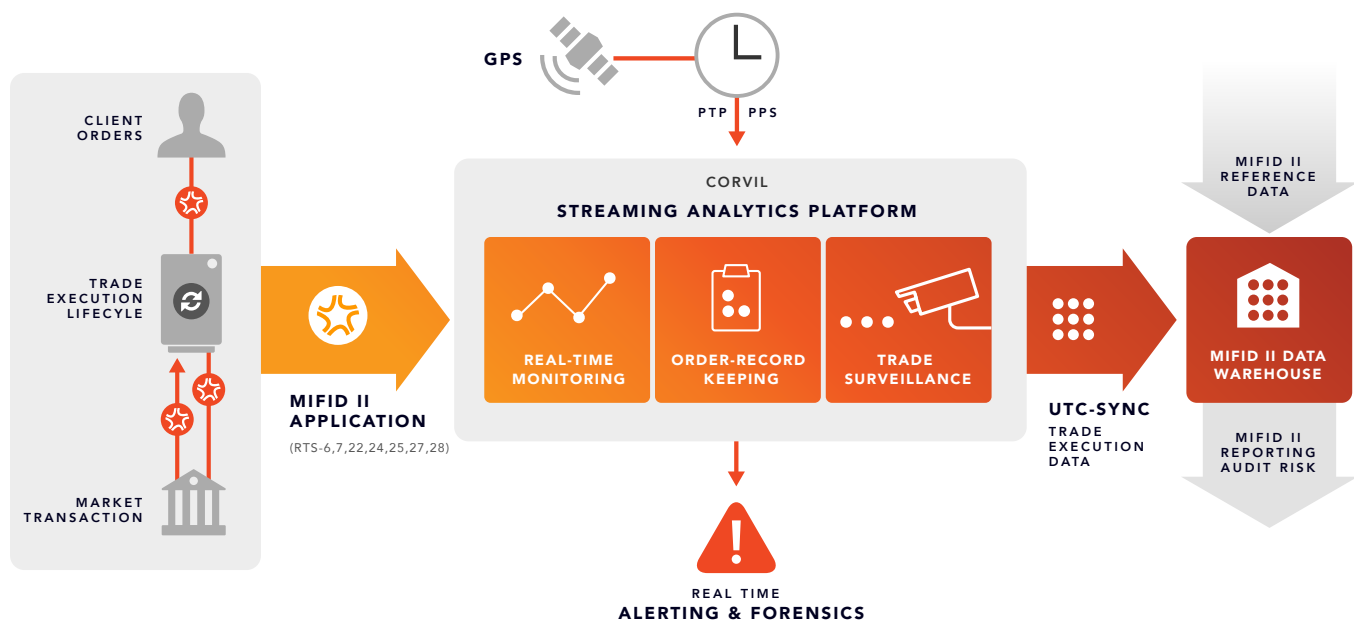 GPS
PTP PPS
CLIENT
ORDERS
TRADE
EXECUTION
LIFECYLE
MARKET
TRANSACTION
MIFID II
APPLICATION
(RTS-6,7,22,24,25,27,28)
CORVIL
STREAMING ANALYTICS PLATFORM
REAL-TIME
MONITORING
ORDER-RECORD
KEEPING
TRADE
SURVEILLANCE
REAL TIME
ALERTING & FORENSICS
UTC-SYNC
TRADE
EXECUTION
DATA
MIFID II
REFERENCE
DATA
MIFID II DATA
WAREHOUSE
MIFID II
REPORTING
AUDIT RISK